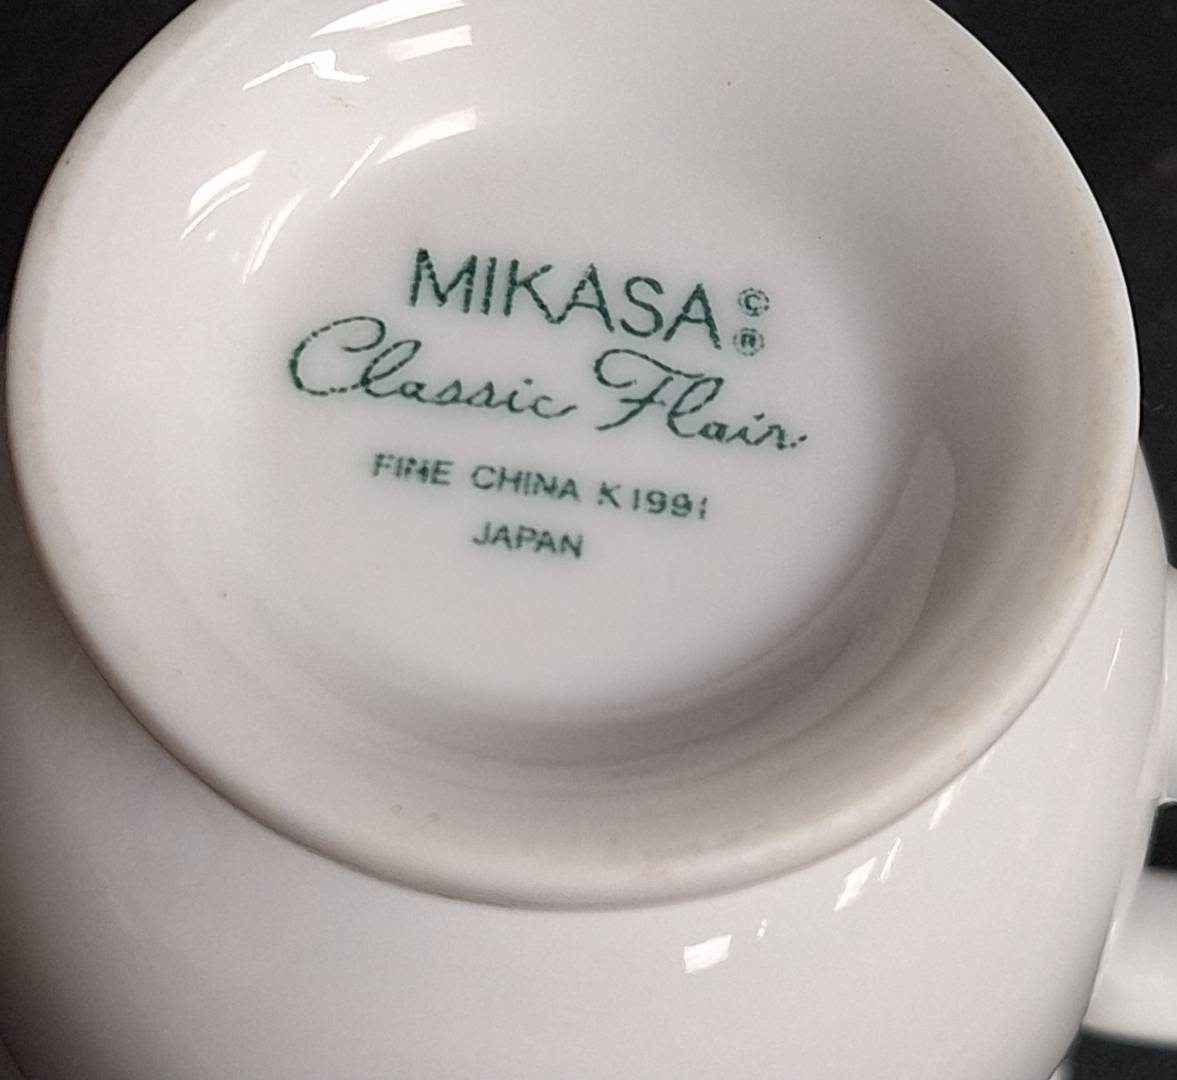 MIKASA © ®
Classic Flair
FINE CHINA K1991
JAPAN